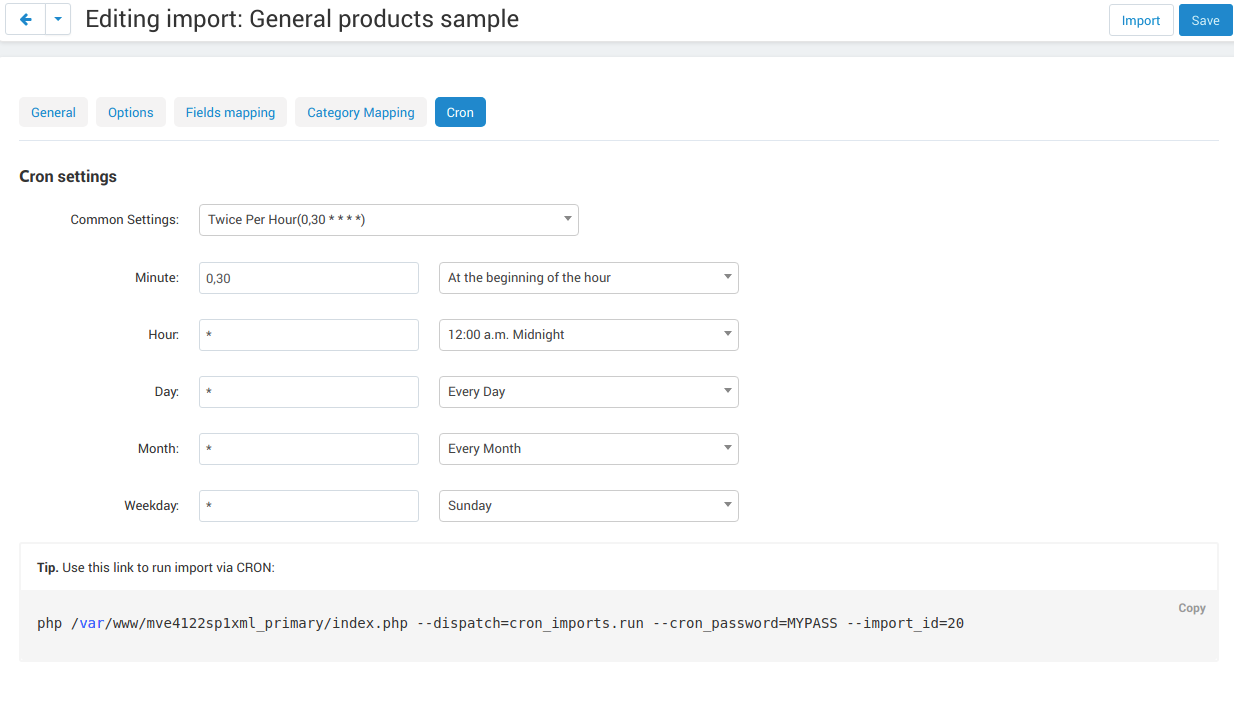 Editing import: General products sample
Import
Save
General
Options
Fields mapping
Category Mapping
Cron
Cron settings
Common Settings: Twice Per Hour(0,30 * * * *)
Minute: 0,30 At the beginning of the hour
Hour: * 12:00 a.m. Midnight
Day: * Every Day
Month: * Every Month
Weekday: * Sunday
Tip. Use this link to run import via CRON:
Copy
php /var/www/mve4122sp1xml_primary/index.php --dispatch=cron_imports.run --cron_password=MYPASS --import_id=20